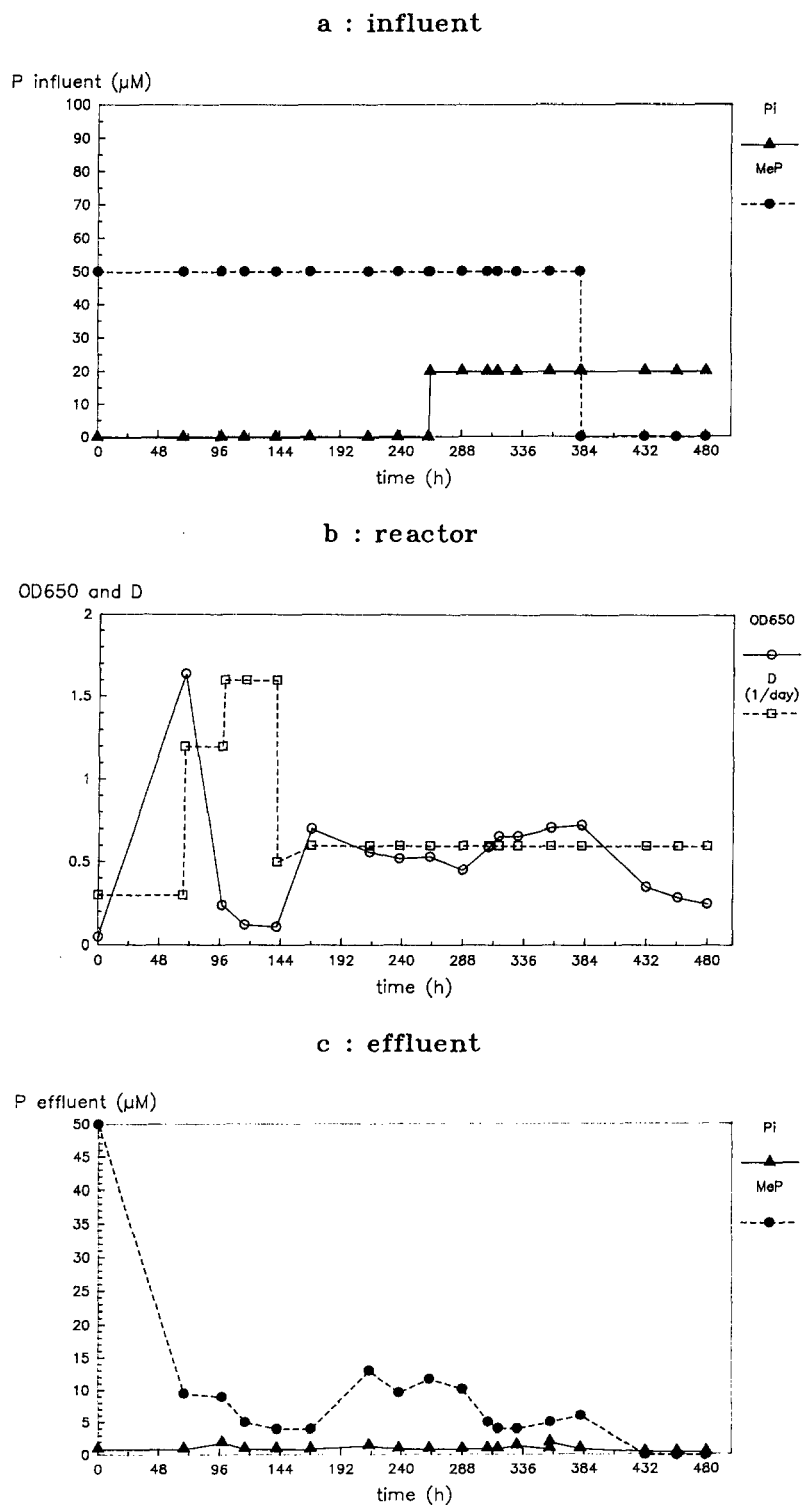 a : influent
P influent (µM)
100
90
80
70
60
50
40
30
20
10
0
0 48 96 144 192 240 288 336 384 432 480
time (h)
Pi
MeP
b : reactor
OD650 and D
2
1.5
1
0.5
0
0 48 96 144 192 240 288 336 384 432 480
time (h)
OD650
D
(1/day)
c : effluent
P effluent (µM)
50
45
40
35
30
25
20
15
10
5
0
0 48 96 144 192 240 288 336 384 432 480
time (h)
Pi
MeP